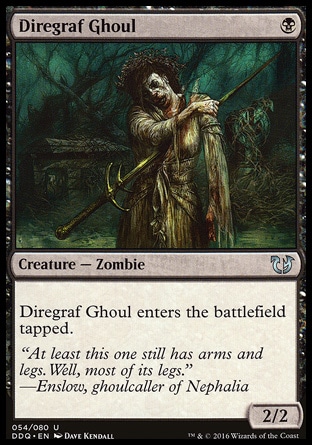 Diregraf Ghoul
Creature — Zombie
Diregraf Ghoul enters the battlefield
tapped.
“At least this one still has arms and
legs. Well, most of its legs.”
—Enslow, ghoulcaller of Nephalia
2/2
054/080 U
DDQ • EN Dave Kendall
™ & © 2016 Wizards of the Coast